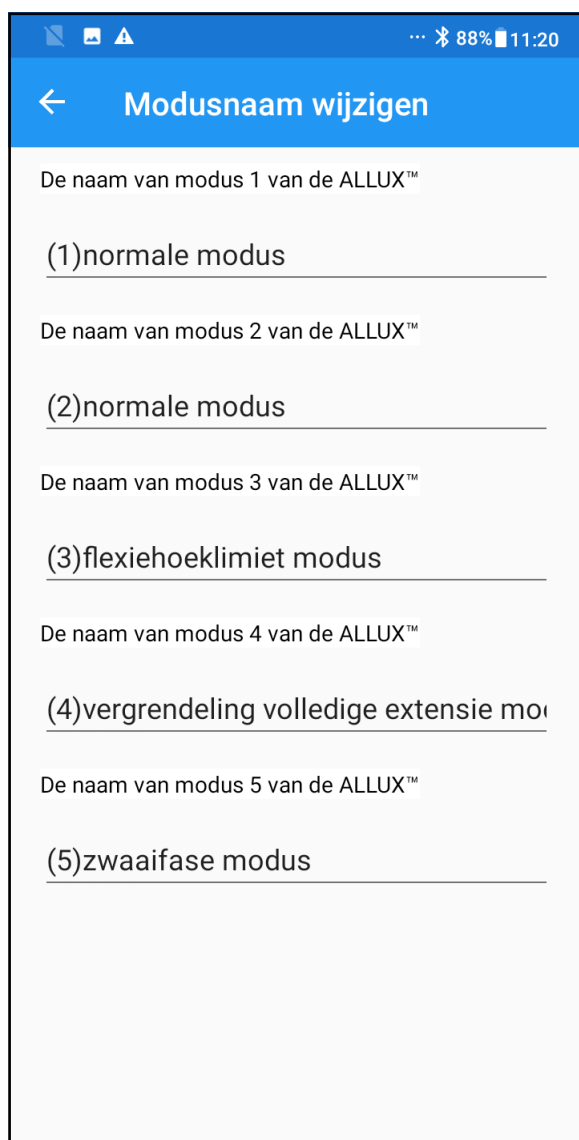 88% 11:20
Modusnaam wijzigen
De naam van modus 1 van de ALLUX™
(1)normale modus
De naam van modus 2 van de ALLUX™
(2)normale modus
De naam van modus 3 van de ALLUX™
(3)flexiehoeklimiet modus
De naam van modus 4 van de ALLUX™
(4)vergrendeling volledige extensie
De naam van modus 5 van de ALLUX™
(5)zwaaifase modus